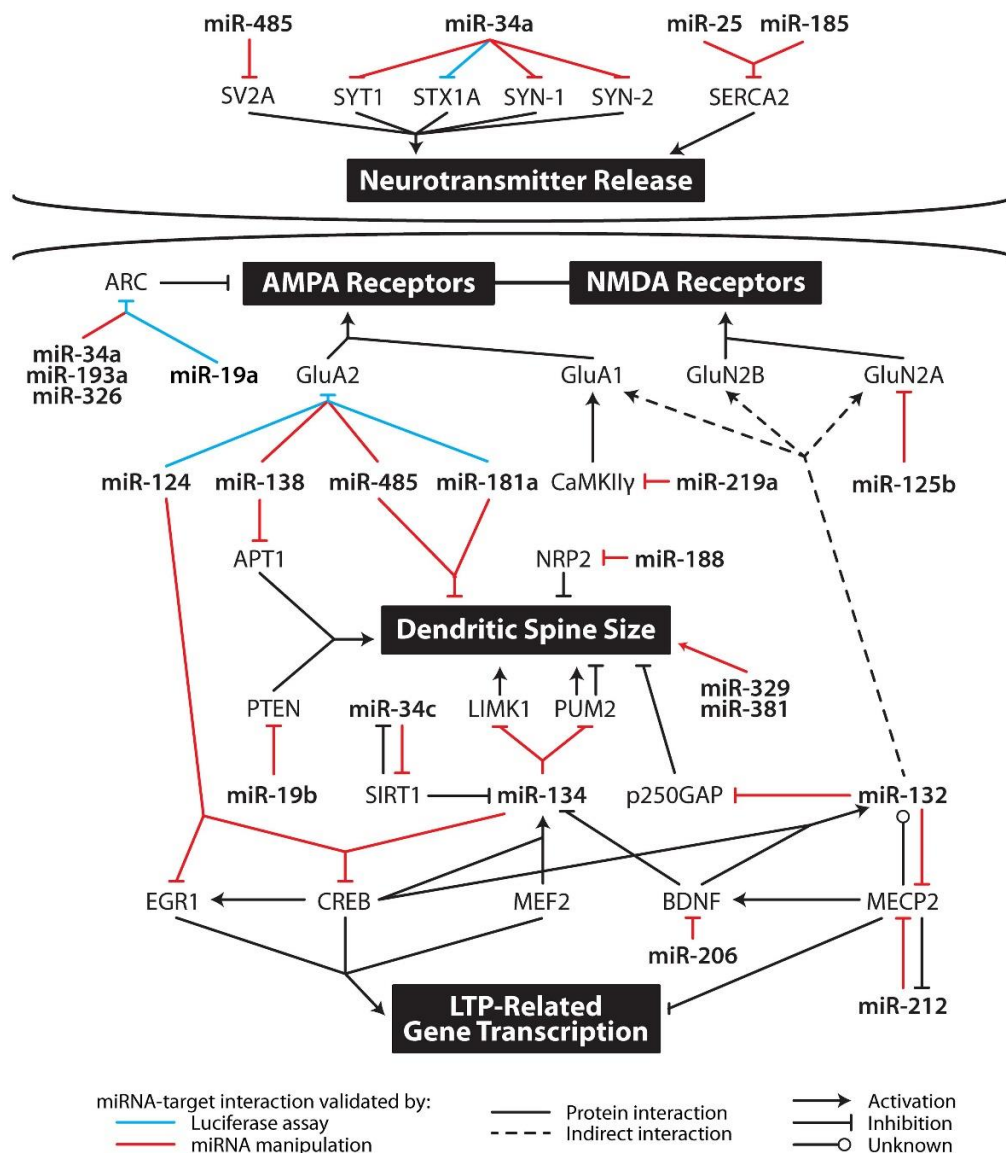 miR-485 miR-34a miR-25 miR-185
SV2A SYT1 STX1A SYN-1 SYN-2 SERCA2
Neurotransmitter Release
ARC AMPA Receptors NMDA Receptors
miR-34a
miR-193a miR-19a GluA2 GluA1 GluN2B GluN2A
miR-326
miR-124 miR-138 miR-485 miR-181a CaMKIIγ miR-219a miR-125b
APT1 NRP2 miR-188
Dendritic Spine Size
miR-329
PTEN miR-34c LIMK1 PUM2 miR-381
miR-19b SIRT1 miR-134 p250GAP miR-132
EGR1 CREB MEF2 BDNF MECP2
miR-206
LTP-Related miR-212
Gene Transcription
miRNA-target interaction validated by:
Luciferase assay
miRNA manipulation
Protein interaction
Indirect interaction
Activation
Inhibition
Unknown